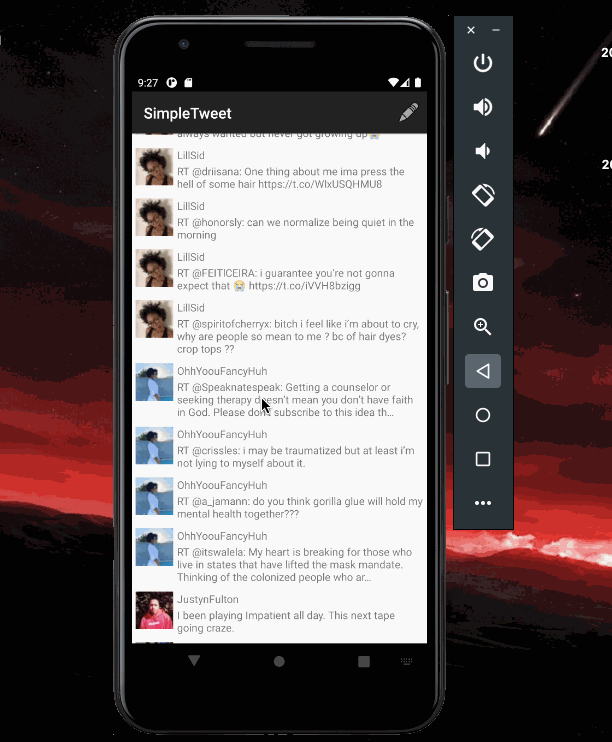 20
9:27
SimpleTweet
always wanted but never got growing up😭
20
LillSid
RT @driisana: One thing about me ima press the
hell of some hair https://t.co/WIxUSQHMU8
LillSid
RT @honorsly: can we normalize being quiet in the
morning
LillSid
RT @FEITICEIRA: i guarantee you're not gonna
expect that 😭 https://t.co/iVVH8bzigg
LillSid
RT @spiritofcherryx: bitch i feel like i'm about to cry,
why are people so mean to me ? bc of hair dyes?
crop tops ??
OhhYoouFancyHuh
RT @Speaknatespeak: Getting a counselor or
seeking therapy doesn't mean you don't have faith
in God. Please don't subscribe to this idea th...
OhhYoouFancyHuh
RT @crissles: i may be traumatized but at least i'm
not lying to myself about it.
OhhYoouFancyHuh
RT @a_jamann: do you think gorilla glue will hold my
mental health together???
OhhYoouFancyHuh
RT @itswalela: My heart is breaking for those who
live in states that have lifted the mask mandate.
Thinking of the colonized people who ar...
JustynFulton
I been playing Impatient all day. This next tape
going craze.